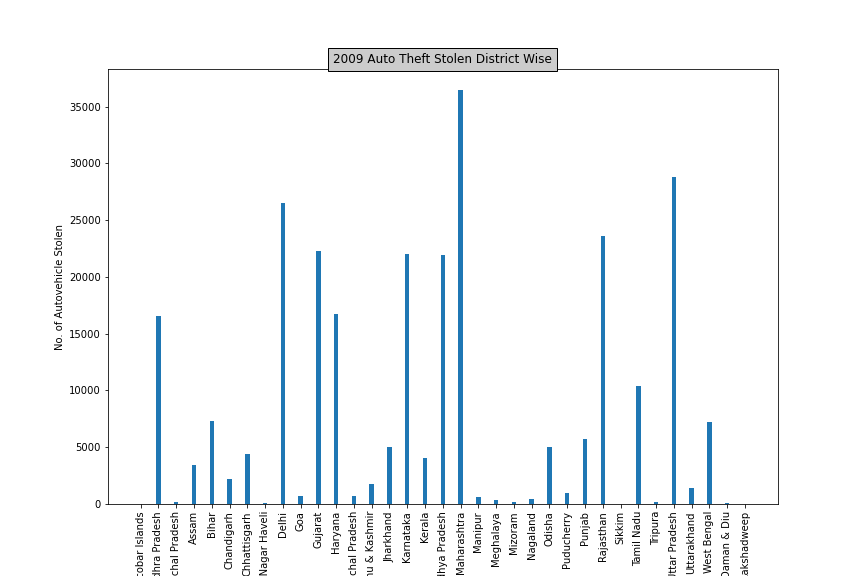 2009 Auto Theft Stolen District Wise
No. of Autovehicle Stolen
35000
30000
25000
20000
15000
10000
5000
0
obar Islands
dhra Pradesh
chal Pradesh
Assam
Bihar
Chandigarh
Chhattisgarh
Nagar Haveli
Delhi
Goa
Gujarat
Haryana
chal Pradesh
nu & Kashmir
Jharkhand
Karnataka
Kerala
dhya Pradesh
Maharashtra
Manipur
Meghalaya
Mizoram
Nagaland
Odisha
Puducherry
Punjab
Rajasthan
Sikkim
Tamil Nadu
Tripura
Uttar Pradesh
Uttarakhand
West Bengal
Daman & Diu
akshadweep